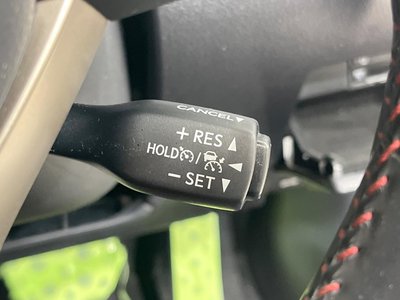 CANCEL
+ RES
HOLD /
− SET